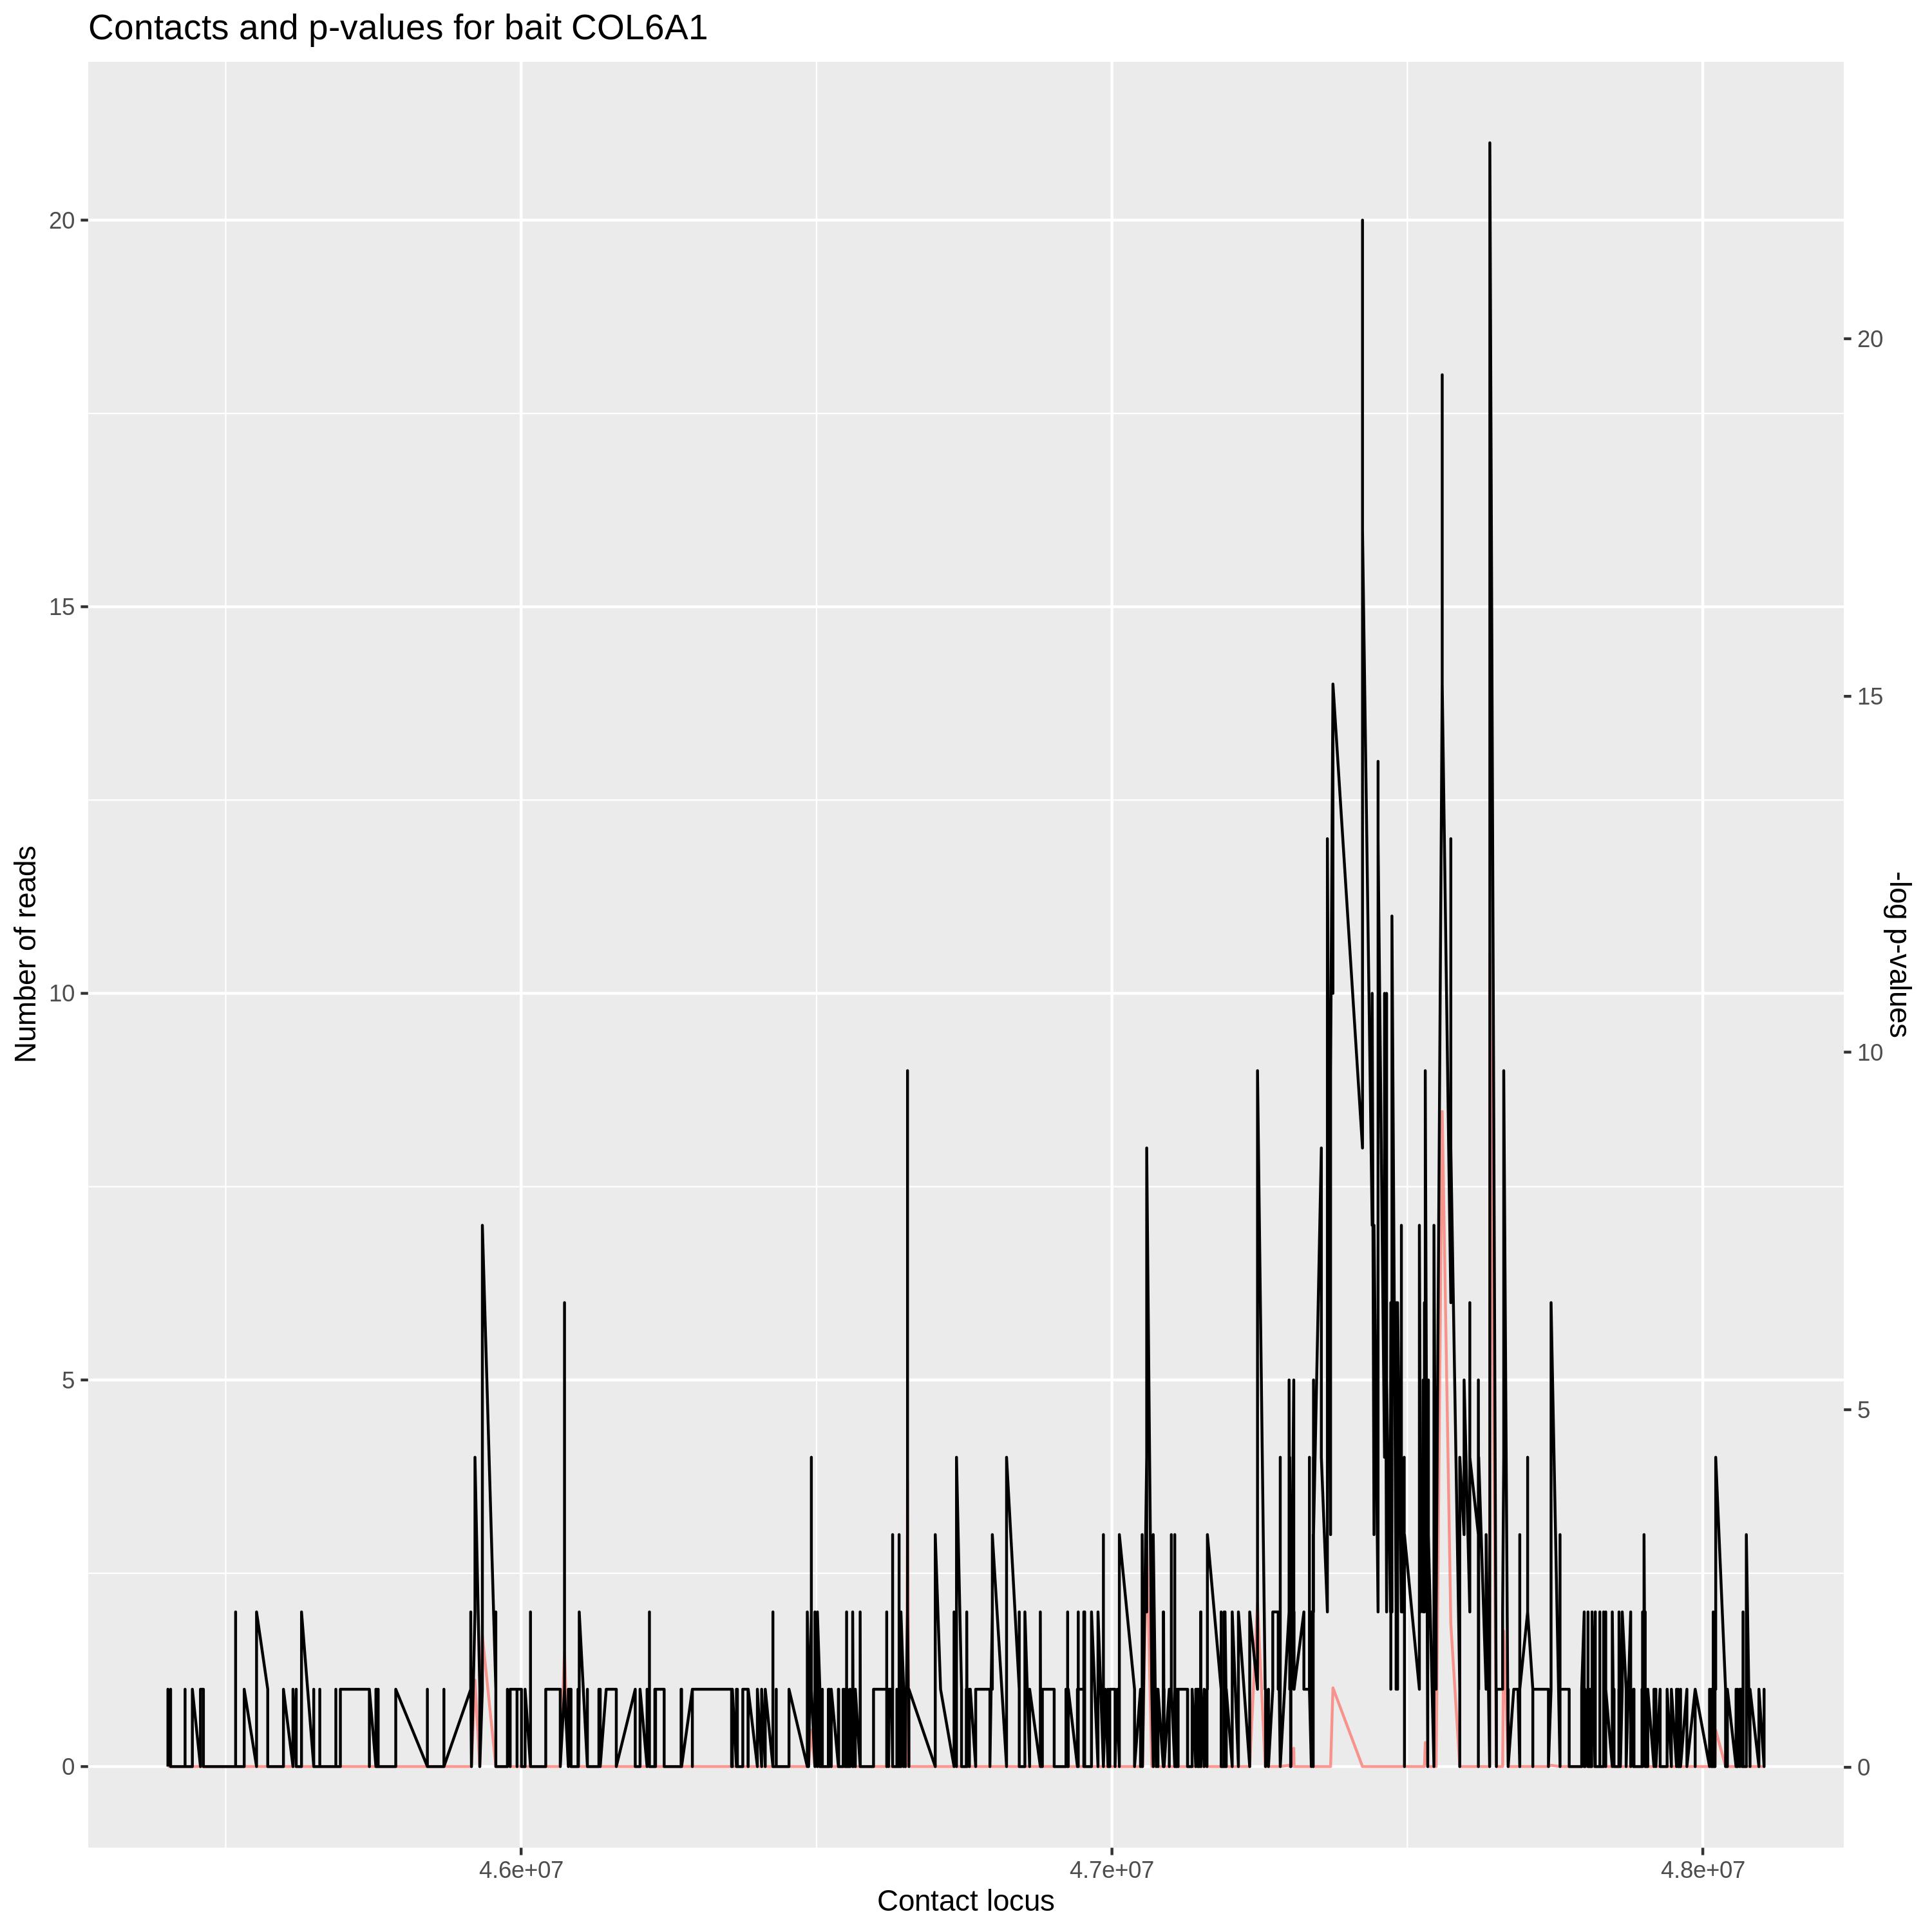 Contacts and p-values for bait COL6A1
Number of reads
20
15
10
5
0
20
15
10
5
0
-log p-values
4.6e+07 4.7e+07 4.8e+07
Contact locus